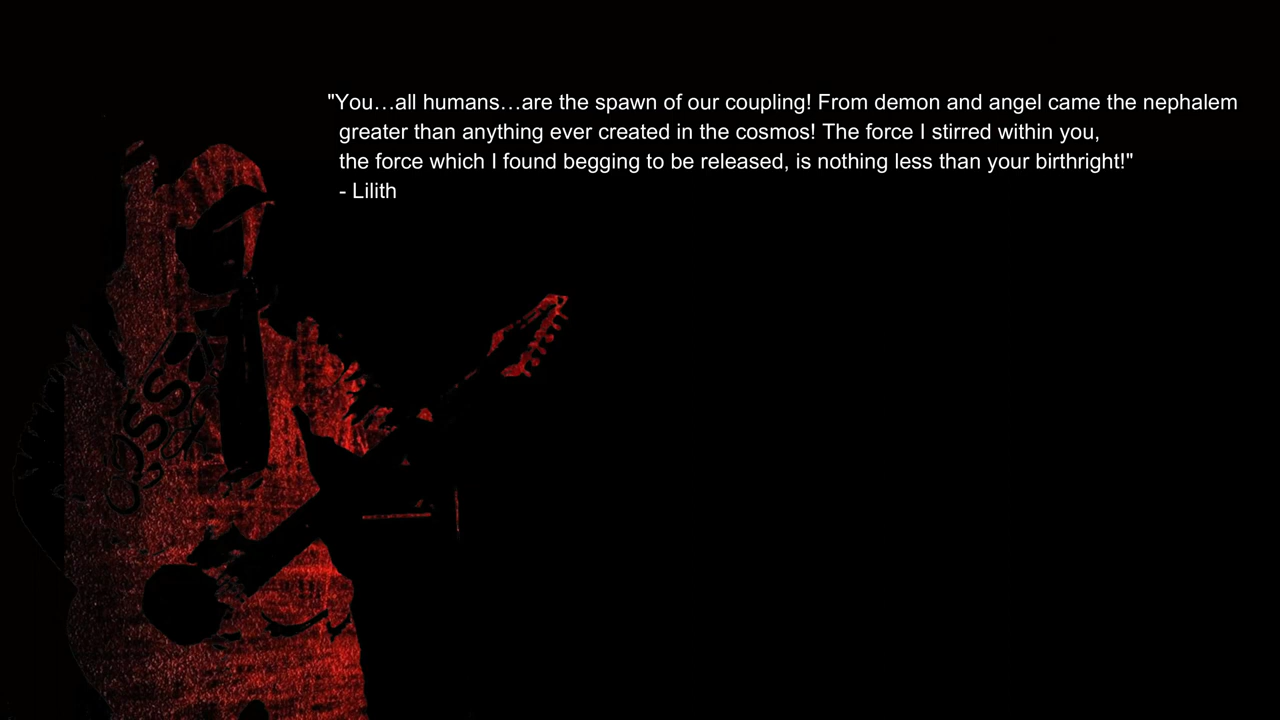 "You…all humans…are the spawn of our coupling! From demon and angel came the nephalem
greater than anything ever created in the cosmos! The force I stirred within you,
the force which I found begging to be released, is nothing less than your birthright!"
- Lilith